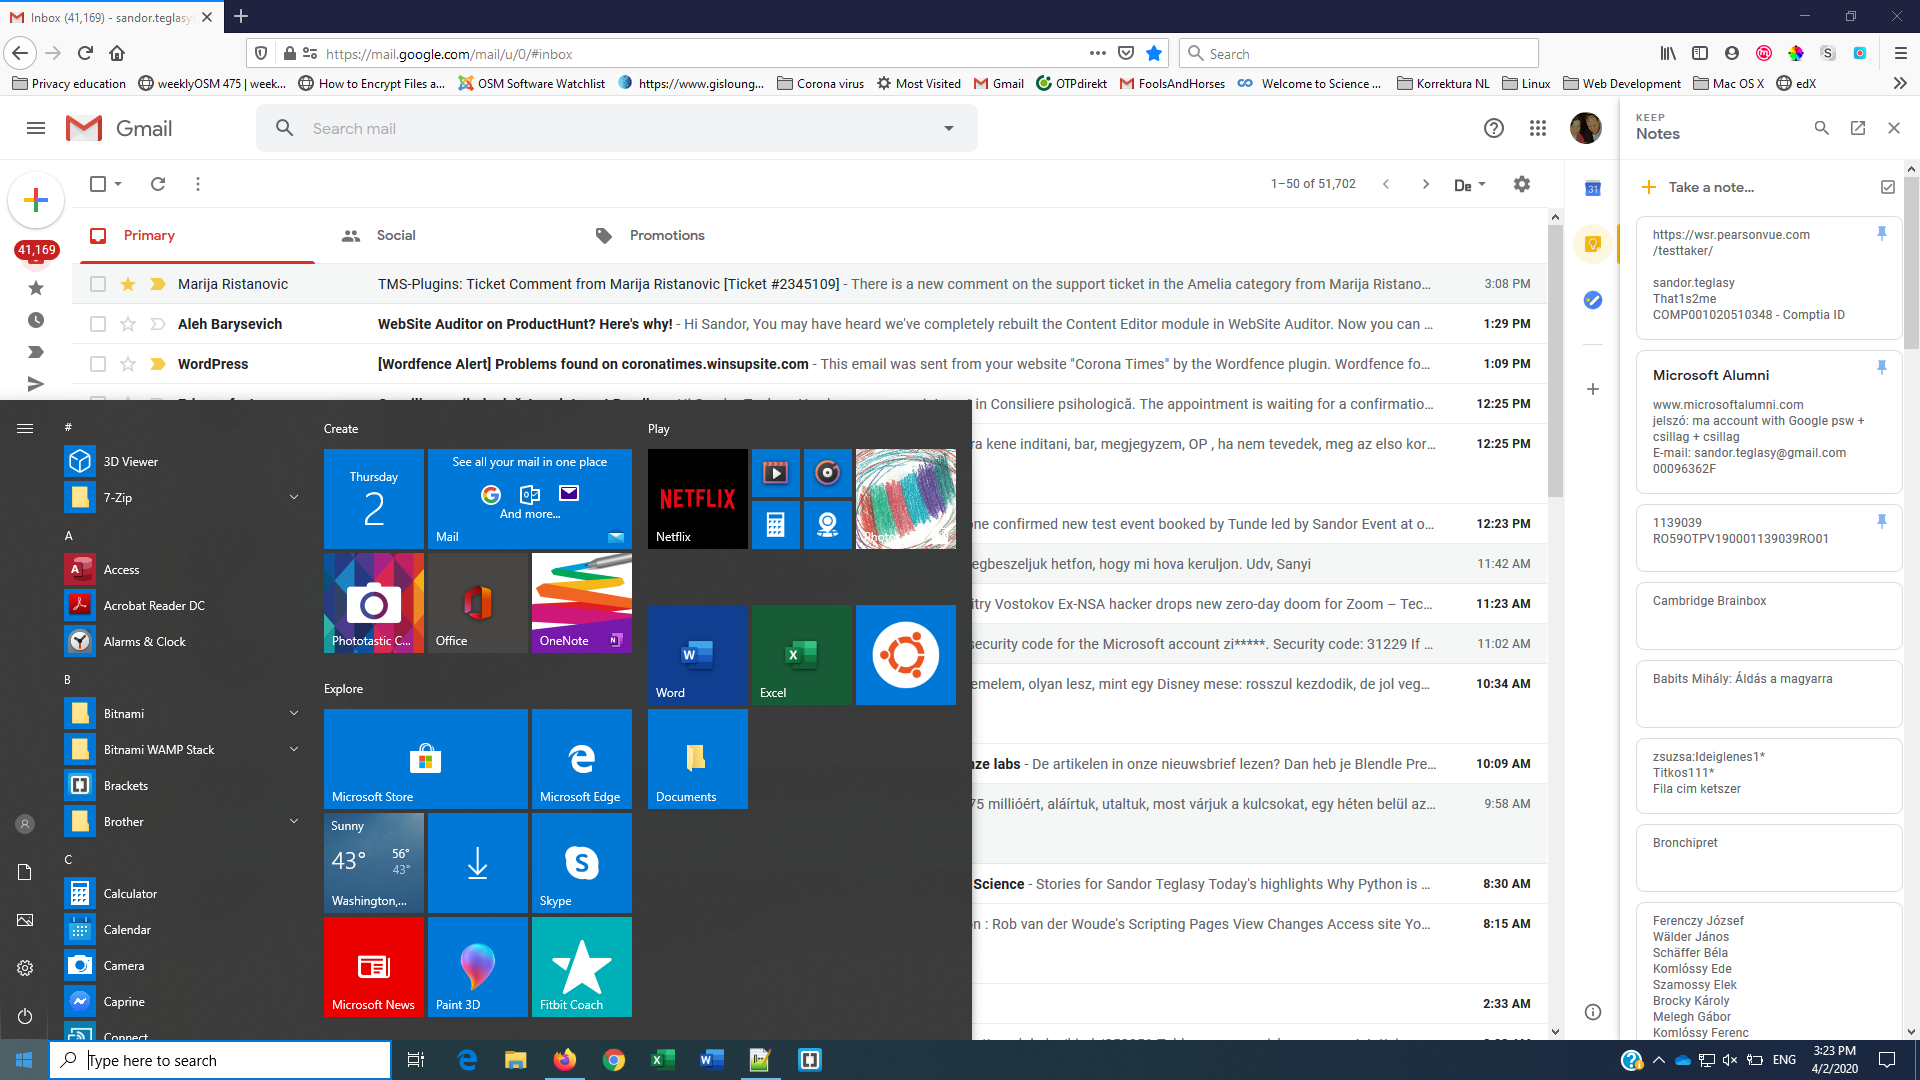 Inbox (41,169) - sandor.teglasy
https://mail.google.com/mail/u/0/#inbox
Search
Privacy education
weeklyOSM 475 | week...
How to Encrypt Files a...
OSM Software Watchlist
https://www.gisloung...
Corona virus
Most Visited
Gmail
OTPdirekt
FoolsAndHorses
Welcome to Science ...
Korrektura NL
Linux
Web Development
Mac OS X
edX
Gmail
Search mail
1–50 of 51,702
De
41,169
Primary
Social
Promotions
Marija Ristanovic
TMS-Plugins: Ticket Comment from Marija Ristanovic [Ticket #2345109] - There is a new comment on the support ticket in the Amelia category from Marija Ristano...
3:08 PM
Aleh Barysevich
WebSite Auditor on ProductHunt? Here's why! - Hi Sandor, You may have heard we've completely rebuilt the Content Editor module in WebSite Auditor. Now you can ...
1:29 PM
WordPress
[Wordfence Alert] Problems found on coronatimes.winsupsite.com - This email was sent from your website "Corona Times" by the Wordfence plugin. Wordfence fo...
1:09 PM
in Consiliere psihologică. The appointment is waiting for a confirmatio...
12:25 PM
ra kene inditani, bar, megjegyzem, OP , ha nem tevedek, meg az elso kor...
12:25 PM
one confirmed new test event booked by Tunde led by Sandor Event at o...
12:23 PM
egbeszeljuk hetfon, hogy mi hova keruljon. Udv, Sanyi
11:42 AM
itry Vostokov Ex-NSA hacker drops new zero-day doom for Zoom – Tec...
11:23 AM
security code for the Microsoft account zi*****. Security code: 31229 If ...
11:02 AM
emelem, olyan lesz, mint egy Disney mese: rosszul kezdodik, de jol veg...
10:34 AM
nze labs - De artikelen in onze nieuwsbrief lezen? Dan heb je Blendle Pre...
10:09 AM
75 millióért, aláírtuk, utaltuk, most várjuk a kulcsokat, egy héten belül az...
9:58 AM
Science - Stories for Sandor Teglasy Today's highlights Why Python is ...
8:30 AM
n : Rob van der Woude's Scripting Pages View Changes Access site Yo...
8:15 AM
2:33 AM
KEEP
Notes
Take a note...
https://wsr.pearsonvue.com
/testtaker/
sandor.teglasy
That1s2me
COMP001020510348 - Comptia ID
Microsoft Alumni
www.microsoftalumni.com
jelszó: ma account with Google psw +
csillag + csillag
E-mail: sandor.teglasy@gmail.com
00096362F
1139039
RO59OTPV190001139039RO01
Cambridge Brainbox
Babits Mihály: Áldás a magyarra
zsuzsa:Ideiglenes1*
Titkos111*
Fila cim ketszer
Bronchipret
Ferenczy József
Wälder János
Schäffer Béla
Komlóssy Ede
Szamossy Elek
Brocky Károly
Melegh Gábor
Komlóssy Ferenc
31
#
3D Viewer
7-Zip
A
Access
Acrobat Reader DC
Alarms & Clock
B
Bitnami
Bitnami WAMP Stack
Brackets
Brother
C
Calculator
Calendar
Camera
Caprine
Connect
Create
Thursday
2
See all your mail in one place
And more...
Mail
Phototastic C...
Office
OneNote
Explore
Microsoft Store
Microsoft Edge
Sunny
43°
56°
43°
Washington,...
Skype
Microsoft News
Paint 3D
Fitbit Coach
Play
NETFLIX
Netflix
Word
Excel
Documents
Type here to search
ENG
3:23 PM
4/2/2020